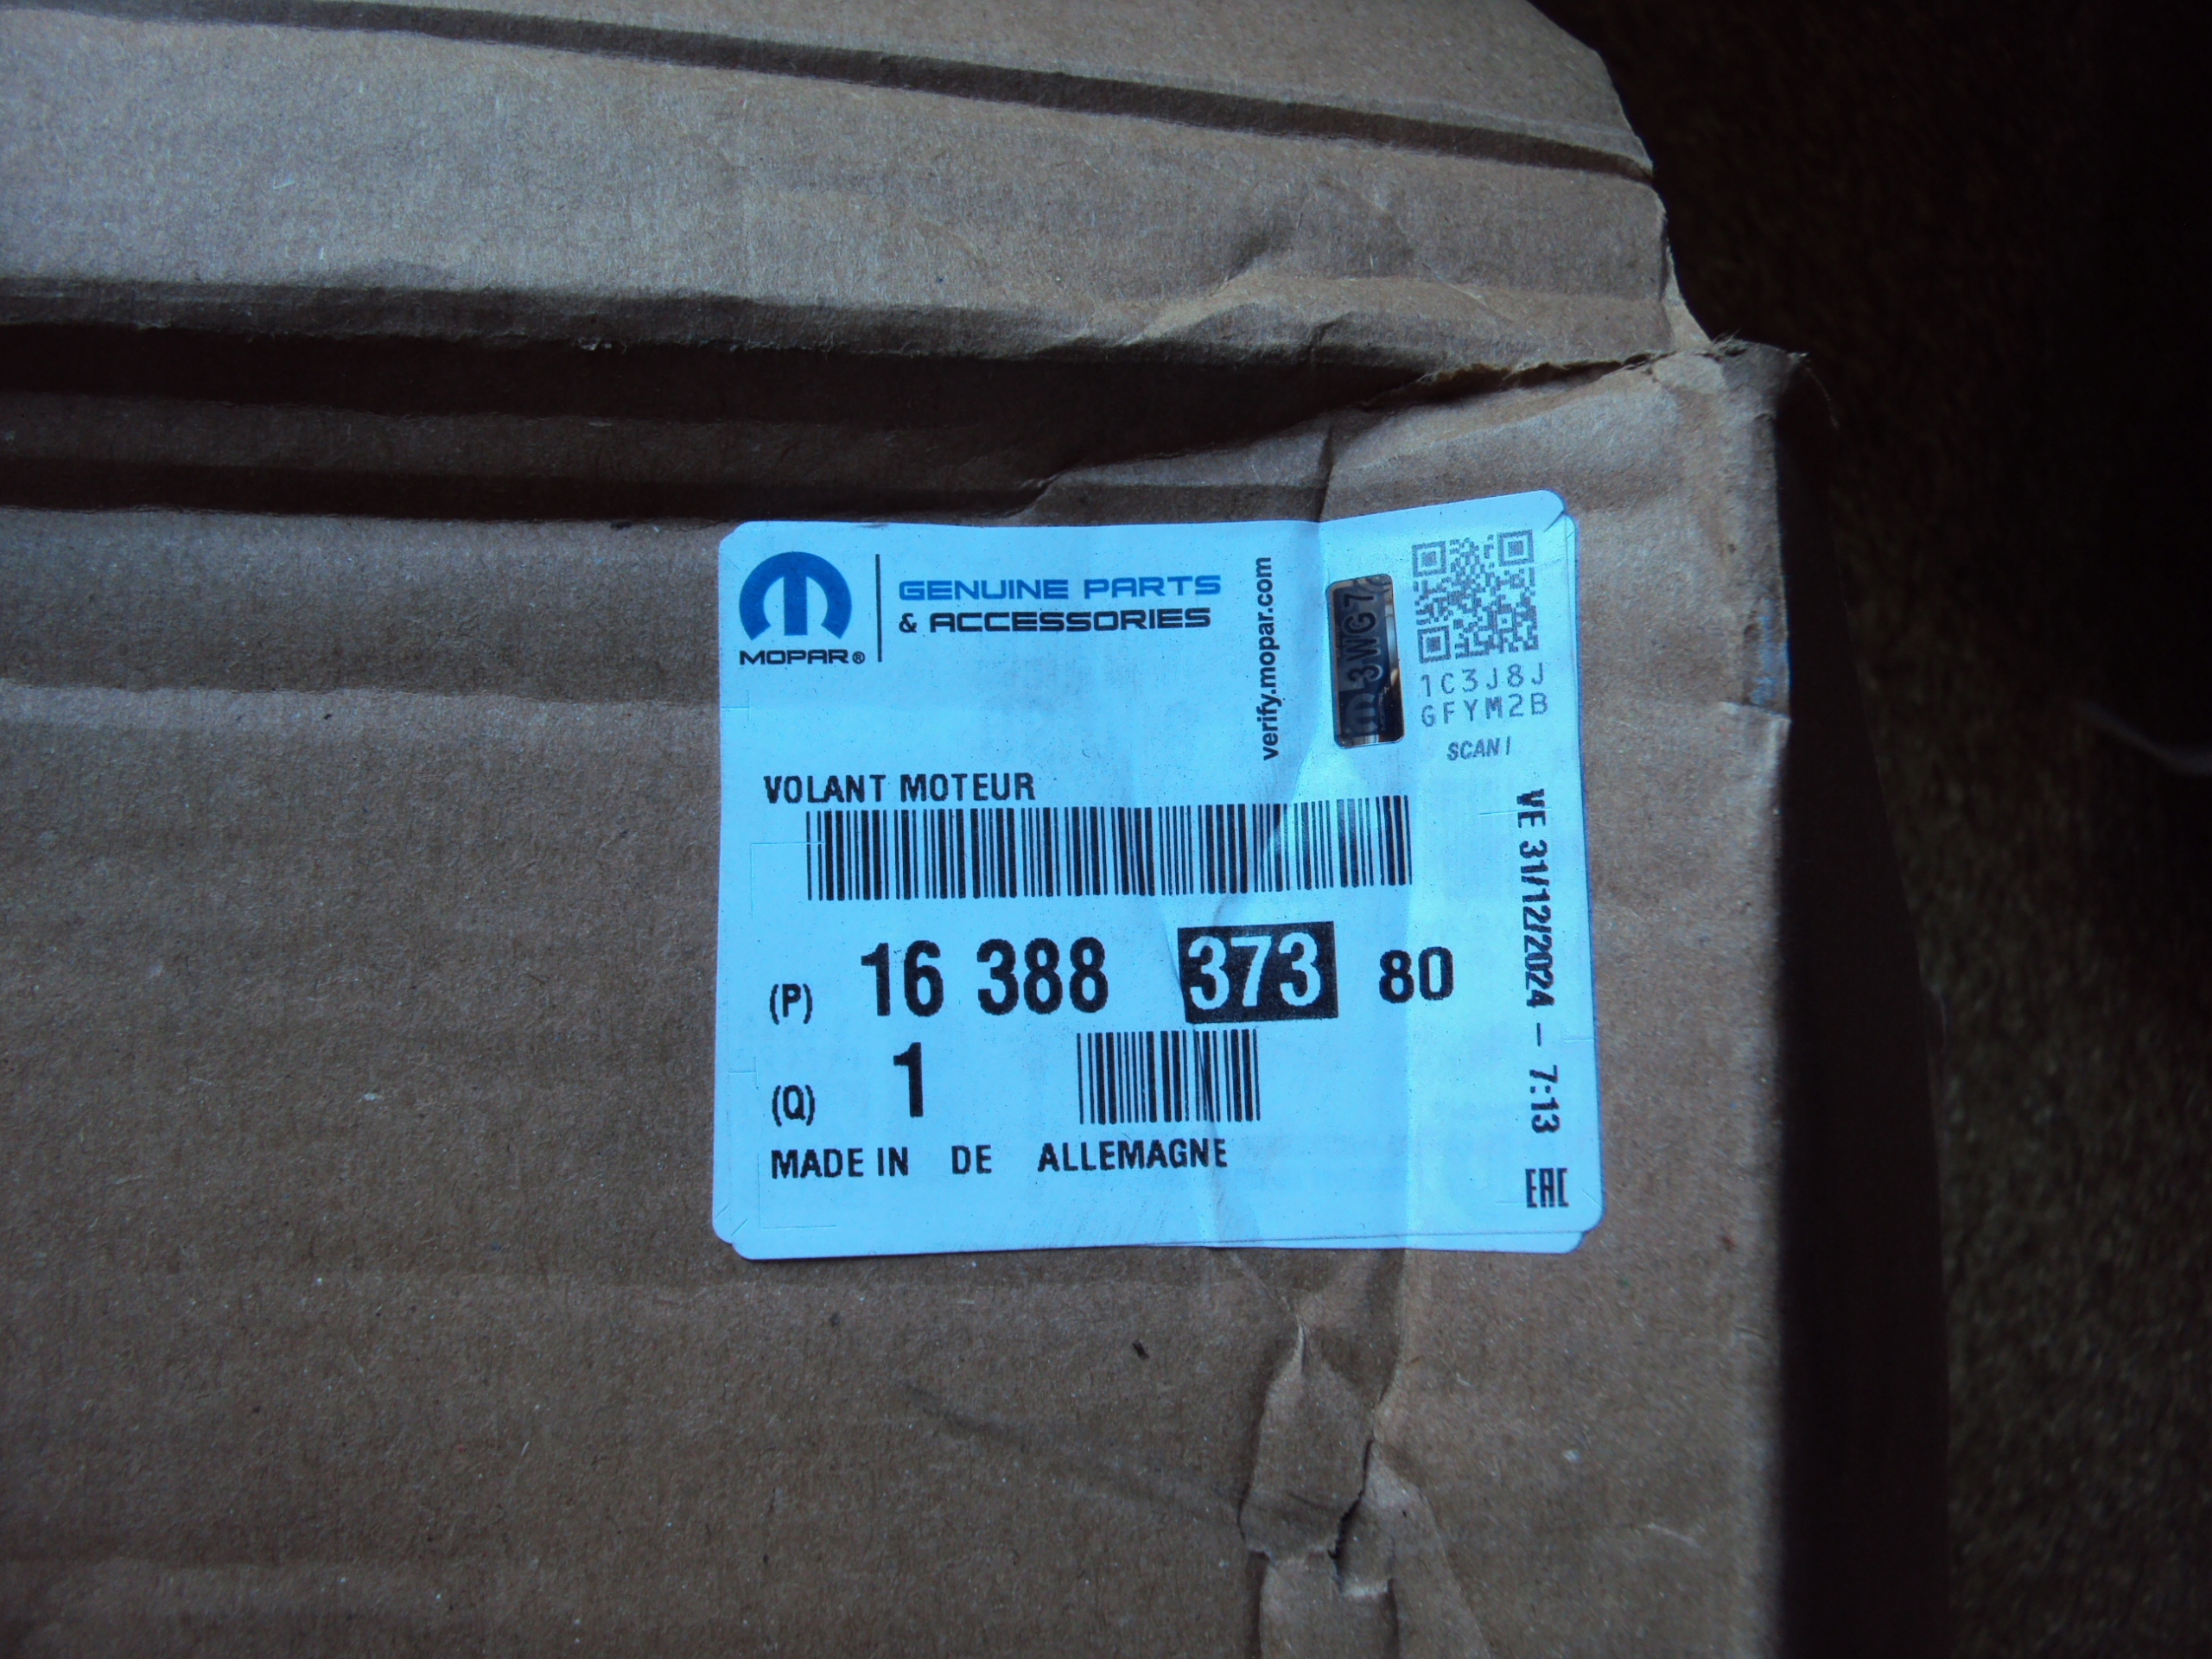 MOPAR®
GENUINE PARTS
& ACCESSORIES
verify.mopar.com
m 3WG7
1C3J8J
GFYM2B
SCAN!
VOLANT MOTEUR
(P) 16 388 373 80
(Q) 1
MADE IN DE ALLEMAGNE
VE 31/12/2024 - 7:13
EAC